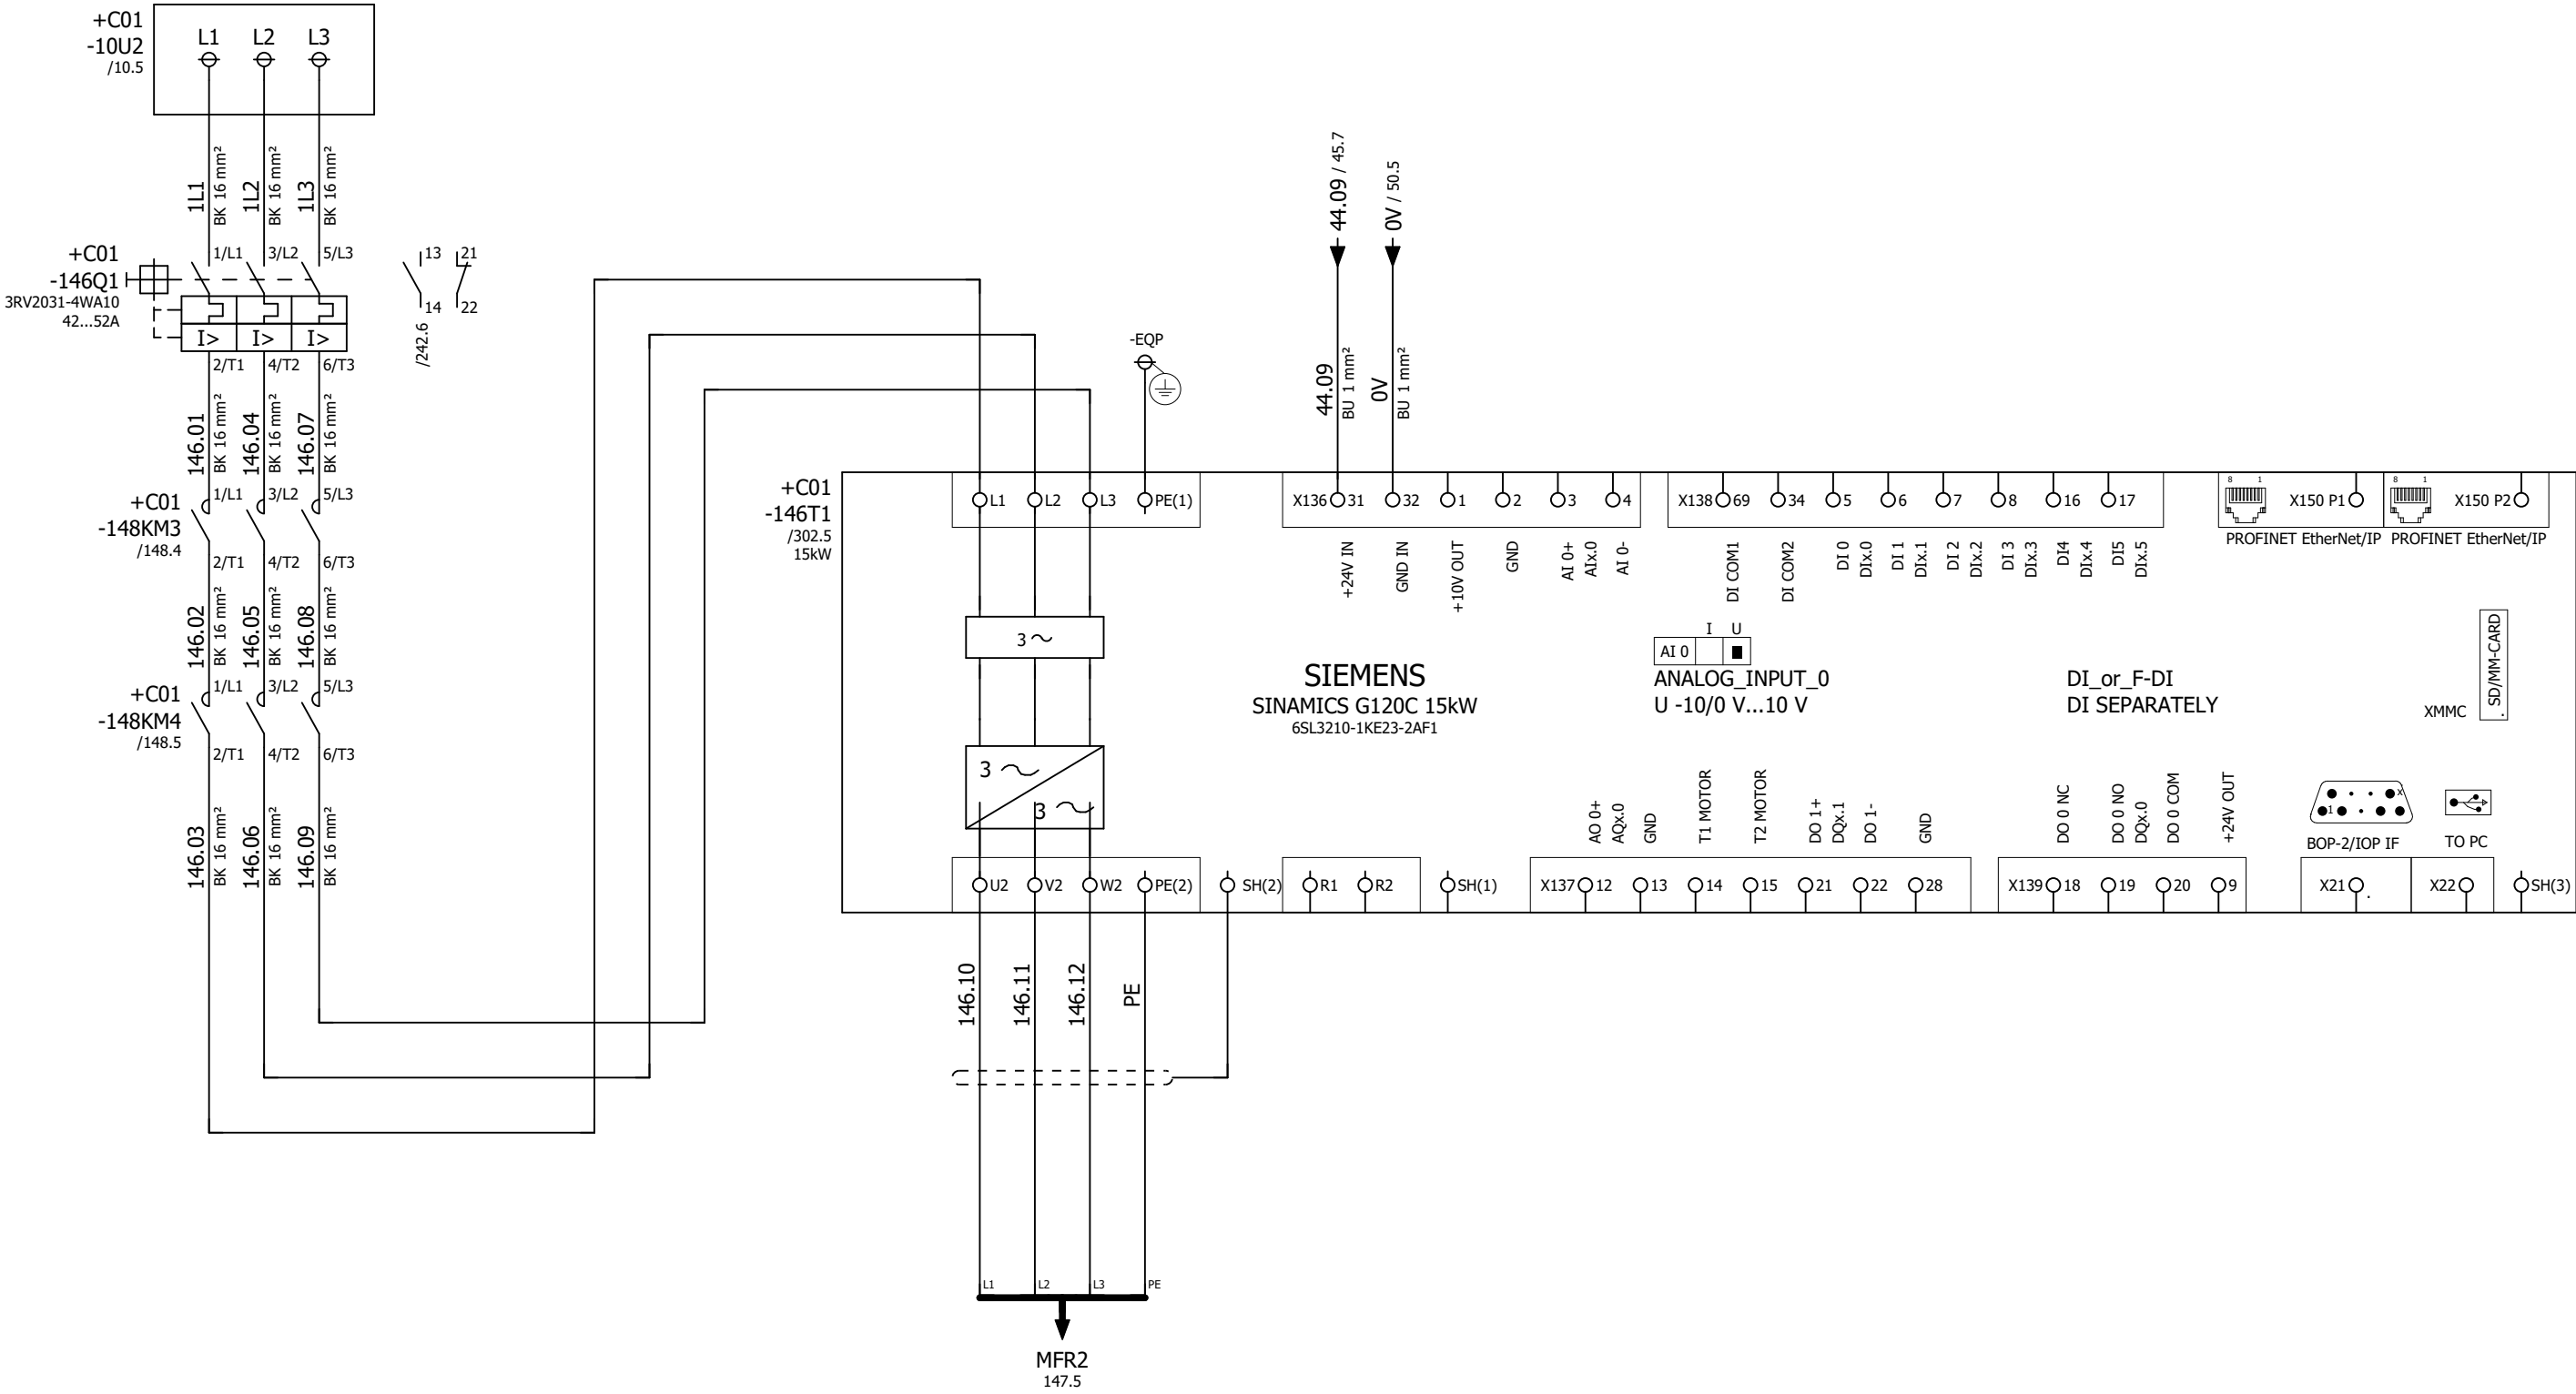 +C01
-10U2
/10.5
L1 L2 L3
1L1 BK 16 mm² 1L2 BK 16 mm² 1L3 BK 16 mm²
+C01
-146Q1
3RV2031-4WA10
42...52A
1/L1 3/L2 5/L3
13 21
I> I> I>
14 22
/242.6
2/T1 4/T2 6/T3
146.01 BK 16 mm² 146.04 BK 16 mm² 146.07 BK 16 mm²
+C01
-148KM3
/148.4
1/L1 3/L2 5/L3
2/T1 4/T2 6/T3
146.02 BK 16 mm² 146.05 BK 16 mm² 146.08 BK 16 mm²
+C01
-148KM4
/148.5
1/L1 3/L2 5/L3
2/T1 4/T2 6/T3
146.03 BK 16 mm² 146.06 BK 16 mm² 146.09 BK 16 mm²
44.09 / 45.7
0V / 50.5
-EQP
44.09 BU 1 mm²
0V BU 1 mm²
+C01
-146T1
/302.5
15kW
L1 L2 L3 PE(1)
X136 31 32 1 2 3 4
X138 69 34 5 6 7 8 16 17
8 1 X150 P1
8 1 X150 P2
+24V IN
GND IN
+10V OUT
GND
AI 0+
AIx.0
AI 0-
DI COM1
DI COM2
DI 0
DIx.0
DI 1
DIx.1
DI 2
DIx.2
DI 3
DIx.3
DI4
DIx.4
DI5
DIx.5
PROFINET EtherNet/IP PROFINET EtherNet/IP
3
3
3
SIEMENS
SINAMICS G120C 15kW
6SL3210-1KE23-2AF1
I U
AI 0
ANALOG_INPUT_0
U -10/0 V...10 V
DI_or_F-DI
DI SEPARATELY
XMMC
SD/MM-CARD
AO 0+
AQx.0
GND
T1 MOTOR
T2 MOTOR
DO 1+
DQx.1
DO 1-
GND
DO 0 NC
DO 0 NO
DQx.0
DO 0 COM
+24V OUT
x
1
BOP-2/IOP IF
TO PC
U2 V2 W2 PE(2) SH(2) R1 R2 SH(1)
X137 12 13 14 15 21 22 28
X139 18 19 20 9
X21 .
X22
SH(3)
146.10 146.11 146.12 PE
L1 L2 L3 PE
MFR2
147.5